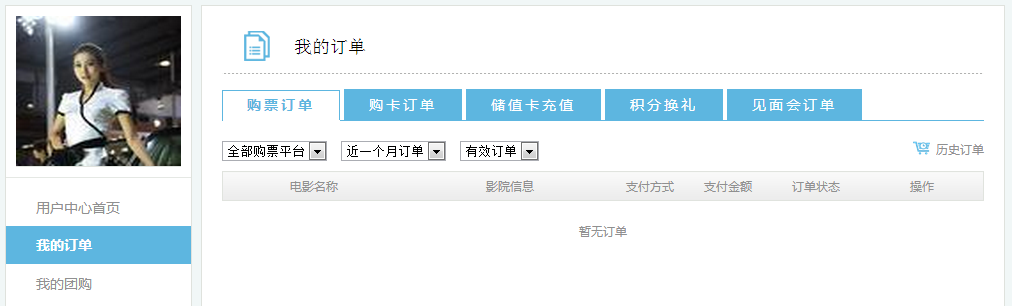 我的订单
购票订单 购卡订单 储值卡充值 积分换礼 见面会订单
全部购票平台 近一个月订单 有效订单 历史订单
电影名称 影院信息 支付方式 支付金额 订单状态 操作
暂无订单
用户中心首页
我的订单
我的团购